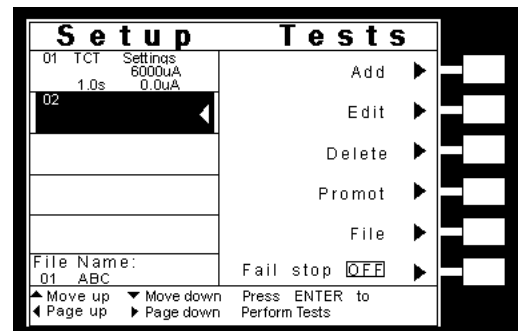 Setup Tests
01 TCT Settings
6000uA
1.0s 0.0uA
02
Add
Edit
Delete
Promot
File
File Name:
01 ABC
Fail stop OFF
Move up Move down Press ENTER to
Page up Page down Perform Tests